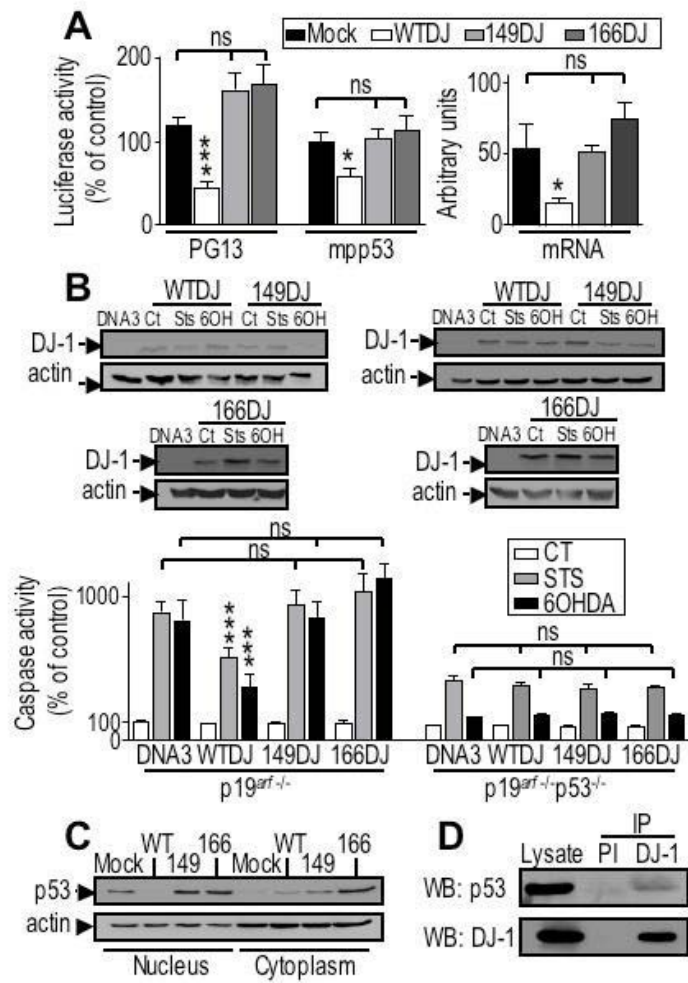 A
Mock WTDJ 149DJ 166DJ
Luciferase activity
(% of control)
200
100
0
ns
***
ns
*
PG13 mpp53
Arbitrary units
100
50
0
ns
*
mRNA
B
WTDJ 149DJ
DNA3 Ct Sts 6OH Ct Sts 6OH
DJ-1
actin
WTDJ 149DJ
DNA3 Ct Sts 6OH Ct Sts 6OH
DJ-1
actin
166DJ
DNA3 Ct Sts 6OH
DJ-1
actin
166DJ
DNA3 Ct Sts 6OH
DJ-1
actin
Caspase activity
(% of control)
1000
100
0
ns
ns
***
***
DNA3 WTDJ 149DJ 166DJ
p19arf -/-
CT
STS
6OHDA
ns
ns
DNA3 WTDJ 149DJ 166DJ
p19arf -/-p53-/-
C
WT 166 WT 166
Mock 149 Mock 149
p53
actin
Nucleus Cytoplasm
D
IP
Lysate PI DJ-1
WB: p53
WB: DJ-1